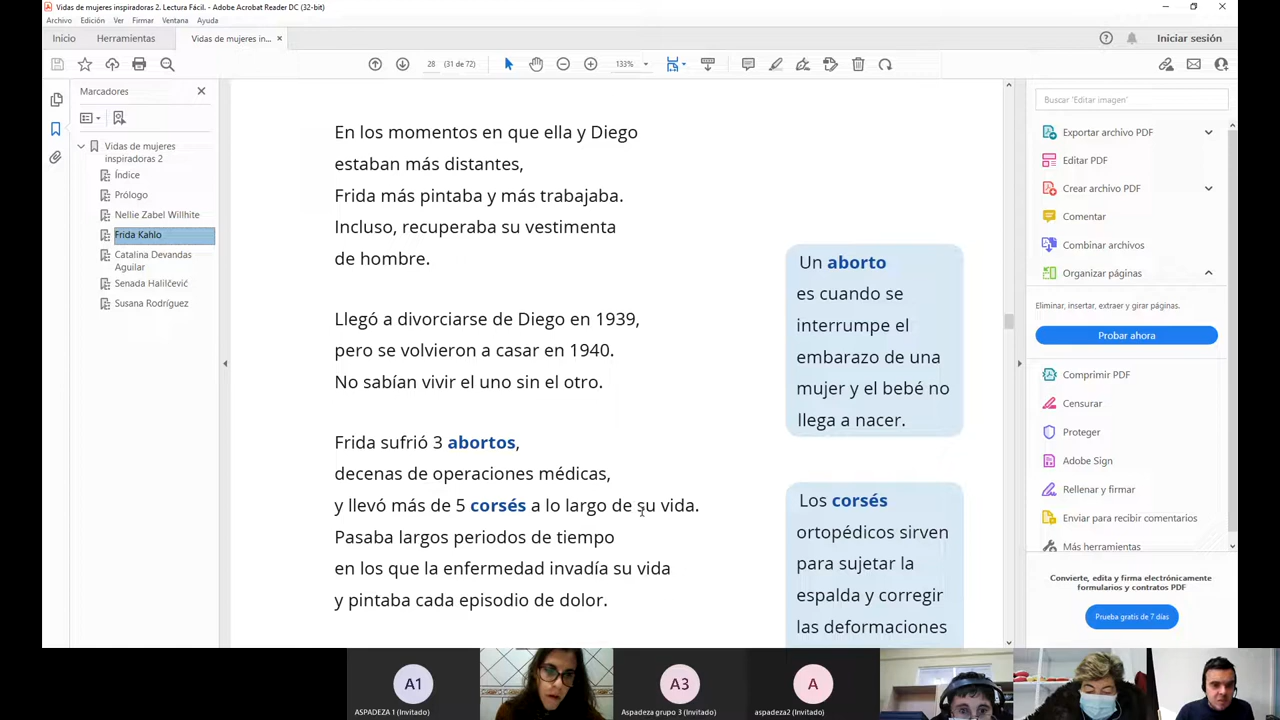 Vidas de mujeres inspiradoras 2. Lectura Fácil. - Adobe Acrobat Reader DC (32-bit)
Archivo Edición Ver Firmar Ventana Ayuda
Inicio Herramientas Vidas de mujeres in... ×
Iniciar sesión
28 (31 de 72)
133%
Marcadores
Vidas de mujeres
inspiradoras 2
Índice
Prólogo
Nellie Zabel Willhite
Frida Kahlo
Catalina Devandas
Aguilar
Senada Halilčević
Susana Rodríguez
En los momentos en que ella y Diego
estaban más distantes,
Frida más pintaba y más trabajaba.
Incluso, recuperaba su vestimenta
de hombre.
Llegó a divorciarse de Diego en 1939,
pero se volvieron a casar en 1940.
No sabían vivir el uno sin el otro.
Frida sufrió 3 abortos,
decenas de operaciones médicas,
y llevó más de 5 corsés a lo largo de su vida.
Pasaba largos periodos de tiempo
en los que la enfermedad invadía su vida
y pintaba cada episodio de dolor.
Un aborto
es cuando se
interrumpe el
embarazo de una
mujer y el bebé no
llega a nacer.
Los corsés
ortopédicos sirven
para sujetar la
espalda y corregir
las deformaciones
Buscar 'Editar imagen'
Exportar archivo PDF
Editar PDF
Crear archivo PDF
Comentar
Combinar archivos
Organizar páginas
Eliminar, insertar, extraer y girar páginas.
Probar ahora
Comprimir PDF
Censurar
Proteger
Adobe Sign
Rellenar y firmar
Enviar para recibir comentarios
Más herramientas
Convierte, edita y firma electrónicamente
formularios y contratos PDF
Prueba gratis de 7 días
A1
ASPADEZA 1 (Invitado)
A3
Aspadeza grupo 3 (Invitado)
A
aspadeza2 (Invitado)